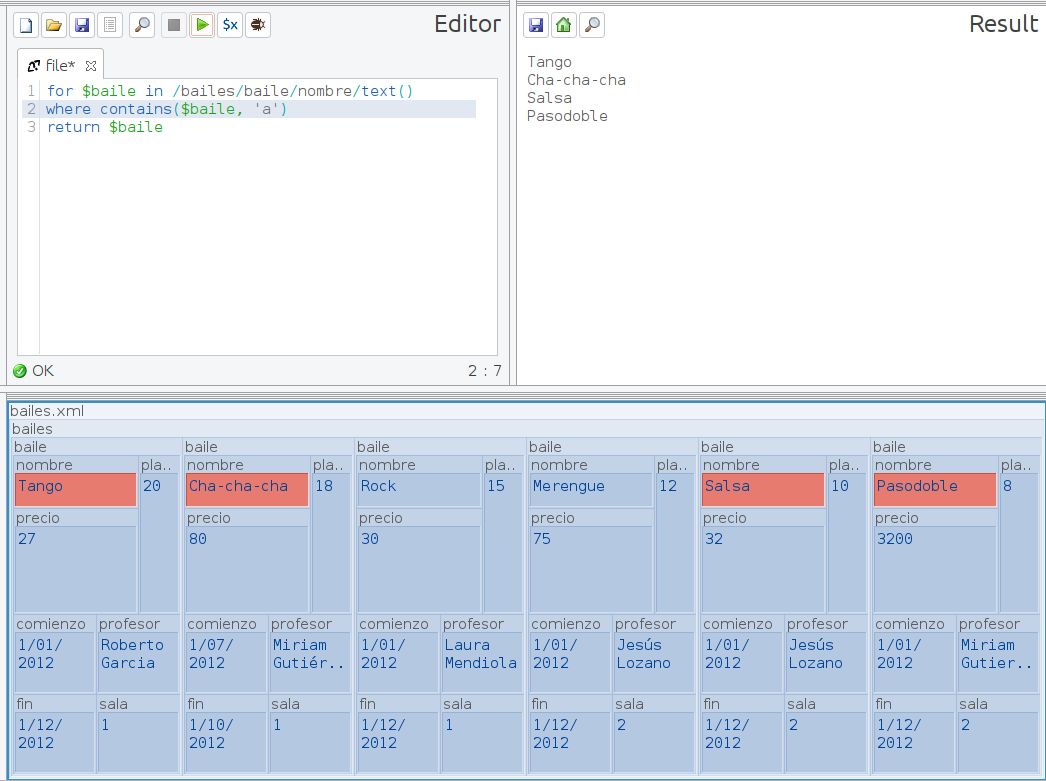 Editor
$x
file*
1 for $baile in /bailes/baile/nombre/text()
2 where contains($baile, 'a')
3 return $baile
OK
2 : 7
Result
Tango
Cha-cha-cha
Salsa
Pasodoble
bailes.xml
bailes
baile baile baile baile baile baile
nombre pla.. nombre pla.. nombre pla.. nombre pla.. nombre pla.. nombre pla..
Tango 20 Cha-cha-cha 18 Rock 15 Merengue 12 Salsa 10 Pasodoble 8
precio precio precio precio precio precio
27 80 30 75 32 3200
comienzo profesor comienzo profesor comienzo profesor comienzo profesor comienzo profesor comienzo profesor
1/01/ Roberto 1/07/ Miriam 1/01/ Laura 1/01/ Jesús 1/01/ Jesús 1/01/ Miriam
2012 Garcia 2012 Gutiér.. 2012 Mendiola 2012 Lozano 2012 Lozano 2012 Gutier..
fin sala fin sala fin sala fin sala fin sala fin sala
1/12/ 1 1/10/ 1 1/12/ 1 1/12/ 2 1/12/ 2 1/12/ 2
2012 2012 2012 2012 2012 2012